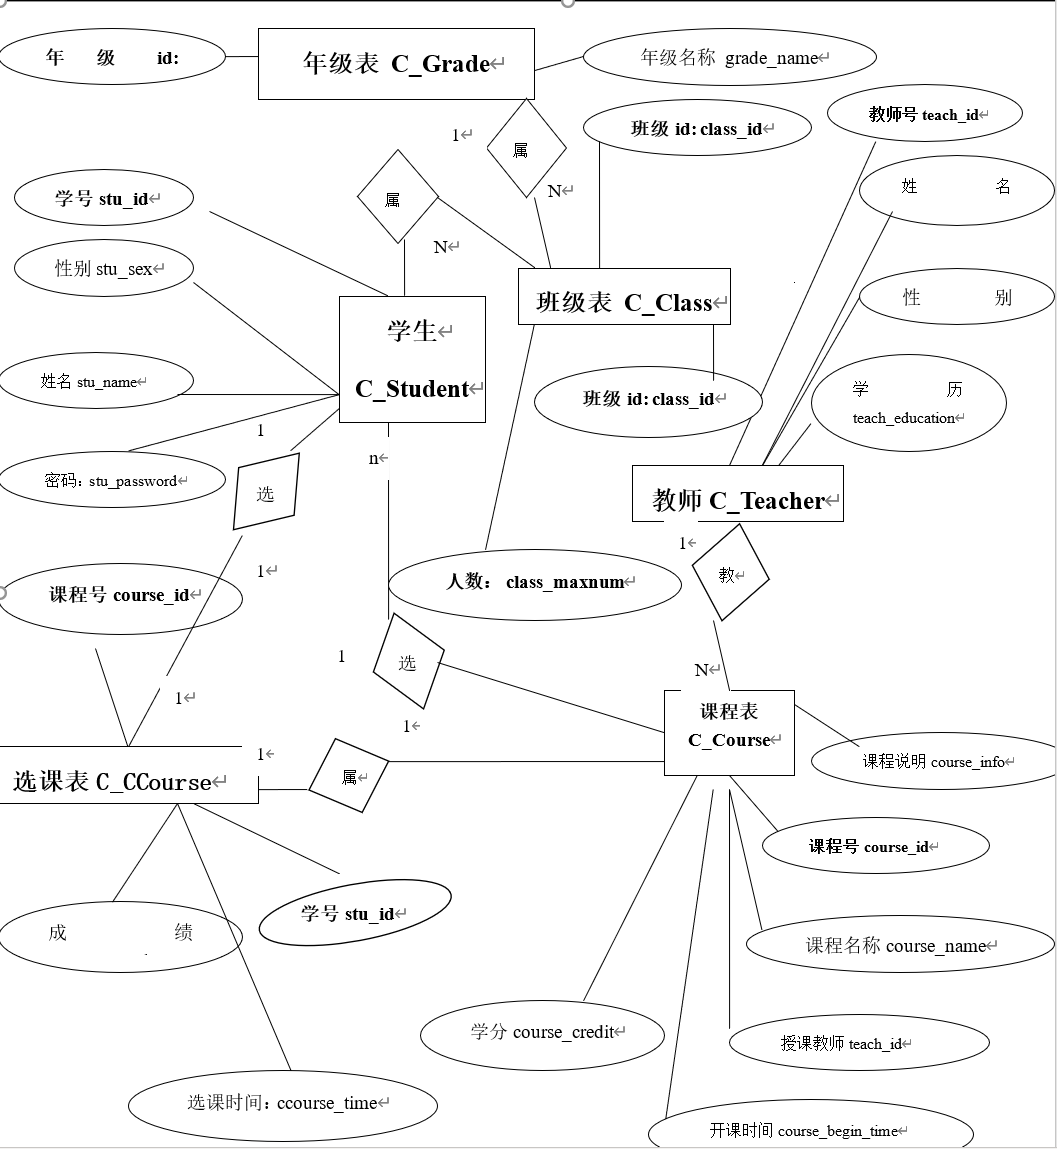 年 级 id:
年级表 C_Grade
年级名称 grade_name
班级 id: class_id
教师号 teach_id
1
属
N
姓 名
属
学号 stu_id
N
性别 stu_sex
班级表 C_Class
性 别
学生
C_Student
姓名 stu_name
班级 id: class_id
学 历
teach_education
1
n
密码：stu_password
选
教师 C_Teacher
1
1
教
人数： class_maxnum
课程号 course_id
1
选
N
1
课程表
C_Course
1
1
选课表 C_CCourse
属
课程说明 course_info
课程号 course_id
学号 stu_id
成 绩
课程名称 course_name
学分 course_credit
授课教师 teach_id
选课时间：ccourse_time
开课时间 course_begin_time